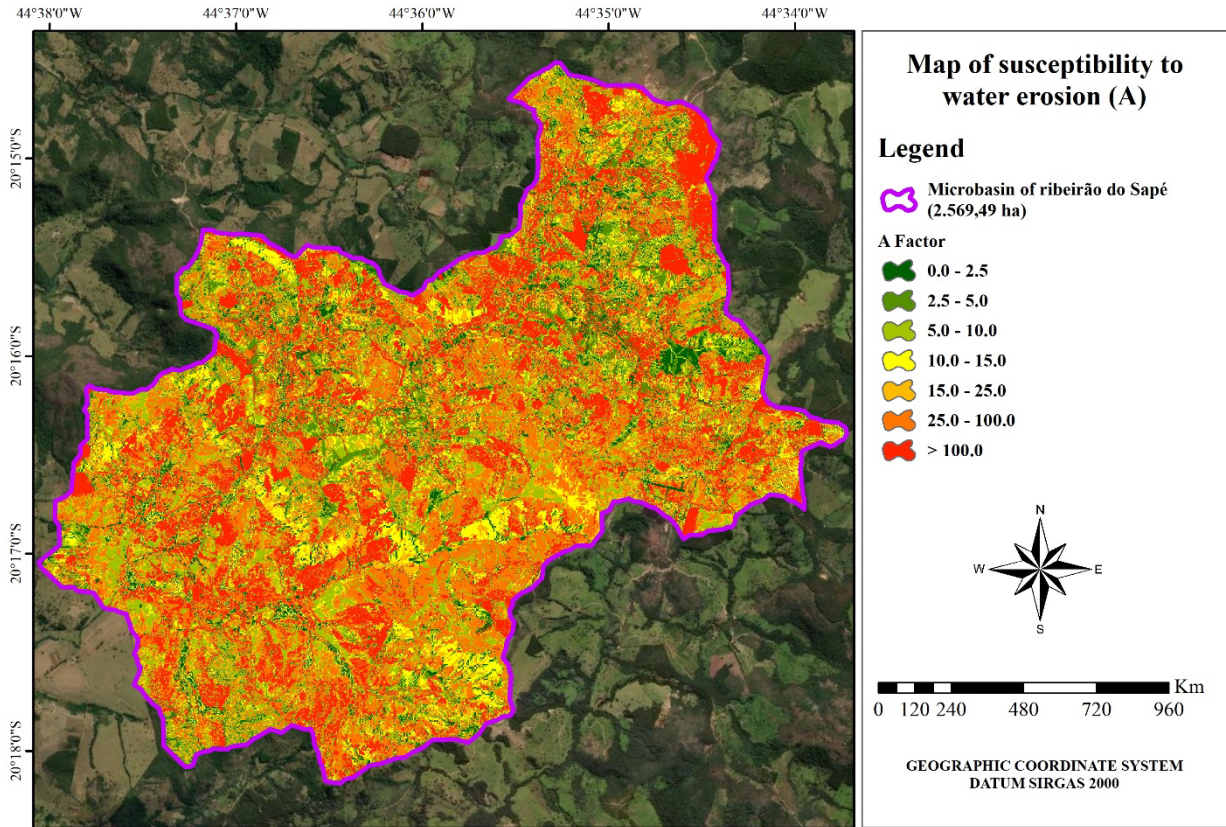 44°38'0"W
44°37'0"W
44°36'0"W
44°35'0"W
44°34'0"W
20°15'0"S
20°16'0"S
20°17'0"S
20°18'0"S
Map of susceptibility to
water erosion (A)
Legend
Microbasin of ribeirão do Sapé
(2.569,49 ha)
A Factor
0.0 - 2.5
2.5 - 5.0
5.0 - 10.0
10.0 - 15.0
15.0 - 25.0
25.0 - 100.0
> 100.0
N
W
E
S
Km
0 120 240 480 720 960
GEOGRAPHIC COORDINATE SYSTEM
DATUM SIRGAS 2000